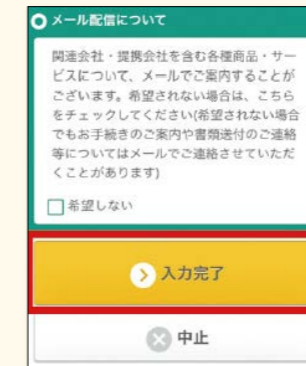 メール配信について
関連会社・提携会社を含む各種商品・サー
ビスについて、メールでご案内することが
ございます。希望されない場合は、こちら
をチェックしてください(希望されない場合
でもお手続きのご案内や書類送付のご連絡
等についてはメールでご連絡させていただ
くことがあります)
希望しない
入力完了
中止